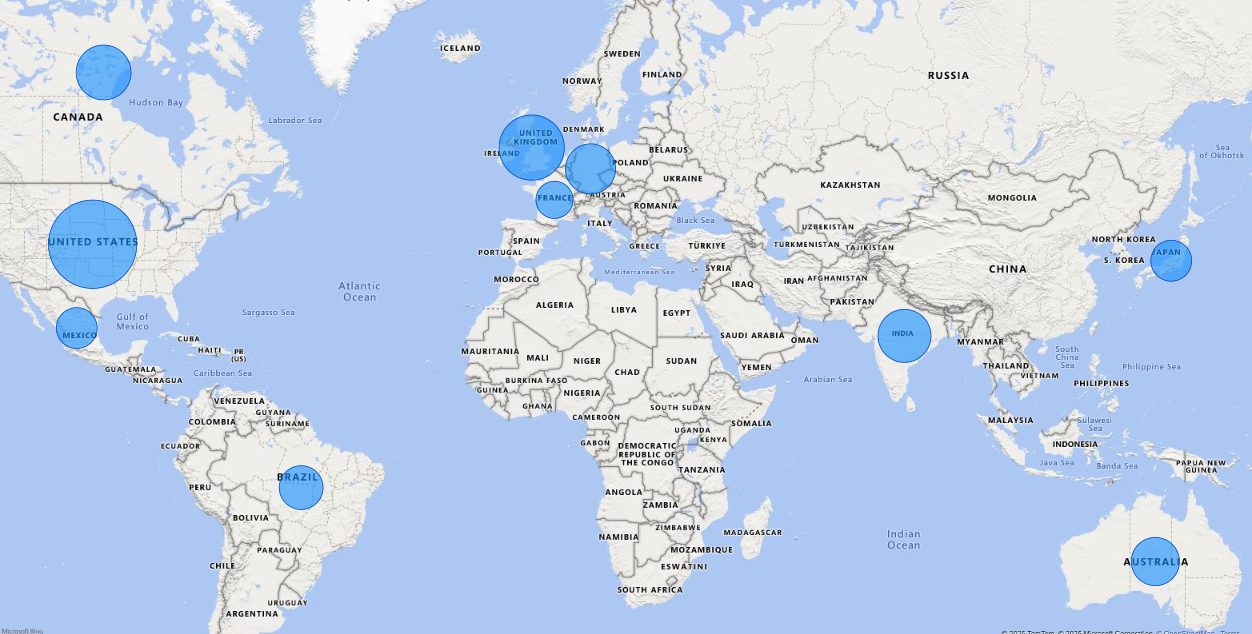 ICELAND
SWEDEN
FINLAND
NORWAY
RUSSIA
Hudson Bay
CANADA
Labrador Sea
UNITED
KINGDOM
DENMARK
IRELAND
BELARUS
POLAND
Sea
of Okhotsk
UKRAINE
KAZAKHSTAN
FRANCE
AUSTRIA
ROMANIA
MONGOLIA
ITALY
Black Sea
UZBEKISTAN
UNITED STATES
SPAIN
PORTUGAL
GREECE
TÜRKIYE
TURKMENISTAN
TAJIKISTAN
NORTH KOREA
JAPAN
S. KOREA
CHINA
Mediterranean Sea
SYRIA
MOROCCO
IRAQ
IRAN
AFGHANISTAN
Atlantic
Ocean
ALGERIA
LIBYA
EGYPT
PAKISTAN
Gulf of
Mexico
Sargasso Sea
MEXICO
CUBA
HAITI
PR
(US)
SAUDI ARABIA
OMAN
INDIA
MYANMAR
South
China
Sea
MAURITANIA
MALI
NIGER
SUDAN
CHAD
YEMEN
THAILAND
VIETNAM
Philippine Sea
GUATEMALA
NICARAGUA
Caribbean Sea
BURKINA FASO
GUINEA
NIGERIA
Arabian Sea
PHILIPPINES
VENEZUELA
GUYANA
SURINAME
COLOMBIA
GHANA
CAMEROON
SOUTH SUDAN
SOMALIA
MALAYSIA
Sulawesi
Sea
ECUADOR
GABON
DEMOCRATIC
REPUBLIC OF
THE CONGO
UGANDA
KENYA
INDONESIA
Java Sea
Banda Sea
PAPUA NEW
GUINEA
BRAZIL
PERU
TANZANIA
ANGOLA
ZAMBIA
BOLIVIA
ZIMBABWE
MADAGASCAR
NAMIBIA
MOZAMBIQUE
Indian
Ocean
PARAGUAY
CHILE
ESWATINI
AUSTRALIA
SOUTH AFRICA
URUGUAY
ARGENTINA
Microsoft Bing
© 2025 TomTom, © 2025 Microsoft Corporation, © OpenStreetMap Terms